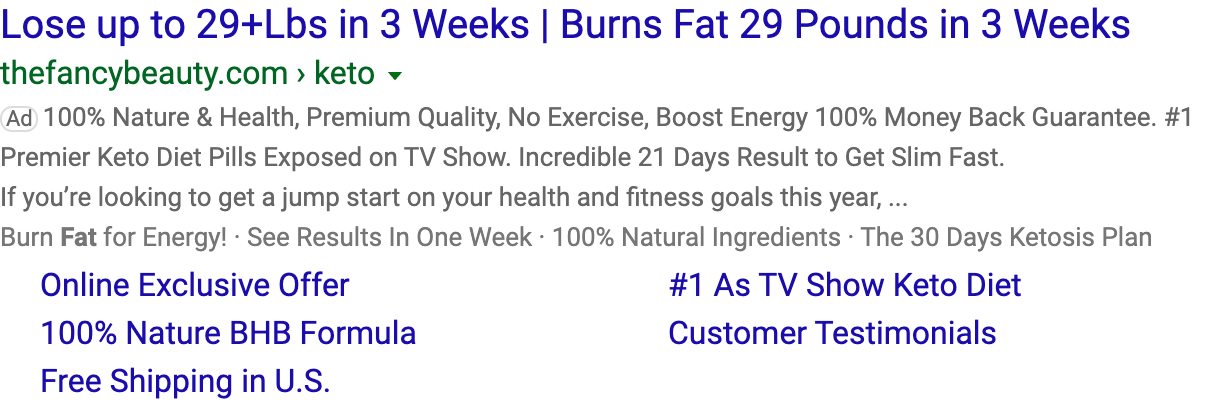 Lose up to 29+Lbs in 3 Weeks | Burns Fat 29 Pounds in 3 Weeks
thefancybeauty.com › keto
Ad 100% Nature & Health, Premium Quality, No Exercise, Boost Energy 100% Money Back Guarantee. #1
Premier Keto Diet Pills Exposed on TV Show. Incredible 21 Days Result to Get Slim Fast.
If you’re looking to get a jump start on your health and fitness goals this year, ...
Burn Fat for Energy! · See Results In One Week · 100% Natural Ingredients · The 30 Days Ketosis Plan
Online Exclusive Offer
#1 As TV Show Keto Diet
100% Nature BHB Formula
Customer Testimonials
Free Shipping in U.S.